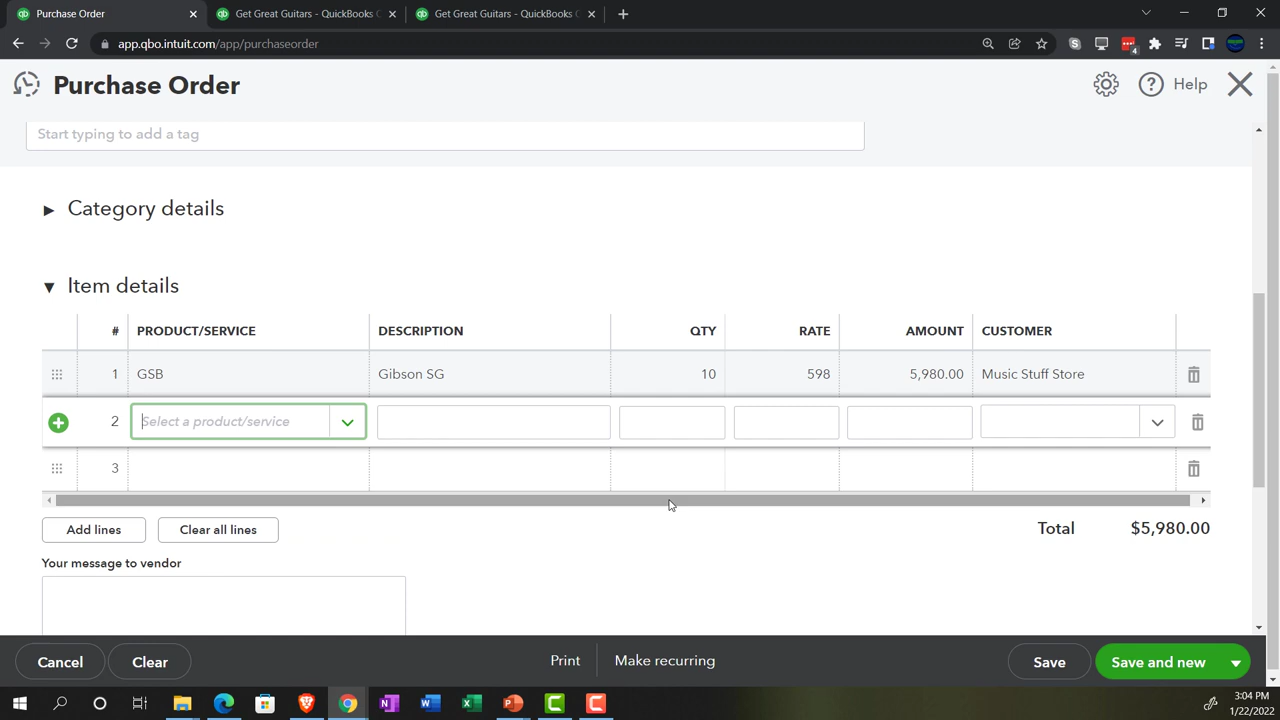 Purchase Order
Get Great Guitars - QuickBooks C
Get Great Guitars - QuickBooks C
app.qbo.intuit.com/app/purchaseorder
4
Purchase Order
Help
Start typing to add a tag
Category details
Item details
# PRODUCT/SERVICE DESCRIPTION QTY RATE AMOUNT CUSTOMER
1 GSB Gibson SG 10 598 5,980.00 Music Stuff Store
2 Select a product/service
3
Add lines Clear all lines Total $5,980.00
Your message to vendor
Cancel Clear Print Make recurring Save Save and new
3:04 PM
1/22/2022